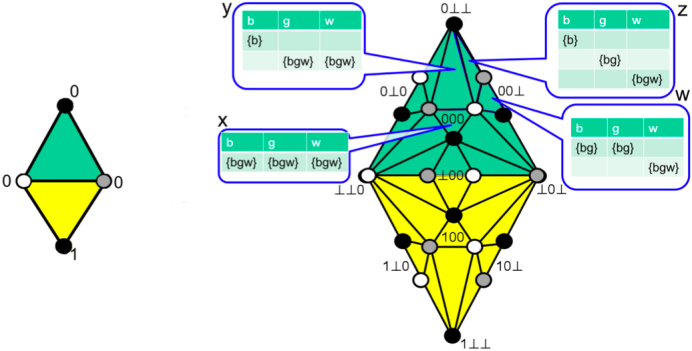 y
0⊥⊥
z
b g w
{b}
{bgw} {bgw}
b g w
{b}
{bg}
{bgw}
0
0⊥0
00⊥
w
x
000
b g w
{bgw} {bgw} {bgw}
b g w
{bg} {bg}
{bgw}
0 0
⊥⊥0
⊥00
⊥0⊥
1
100
1⊥0
10⊥
1⊥⊥